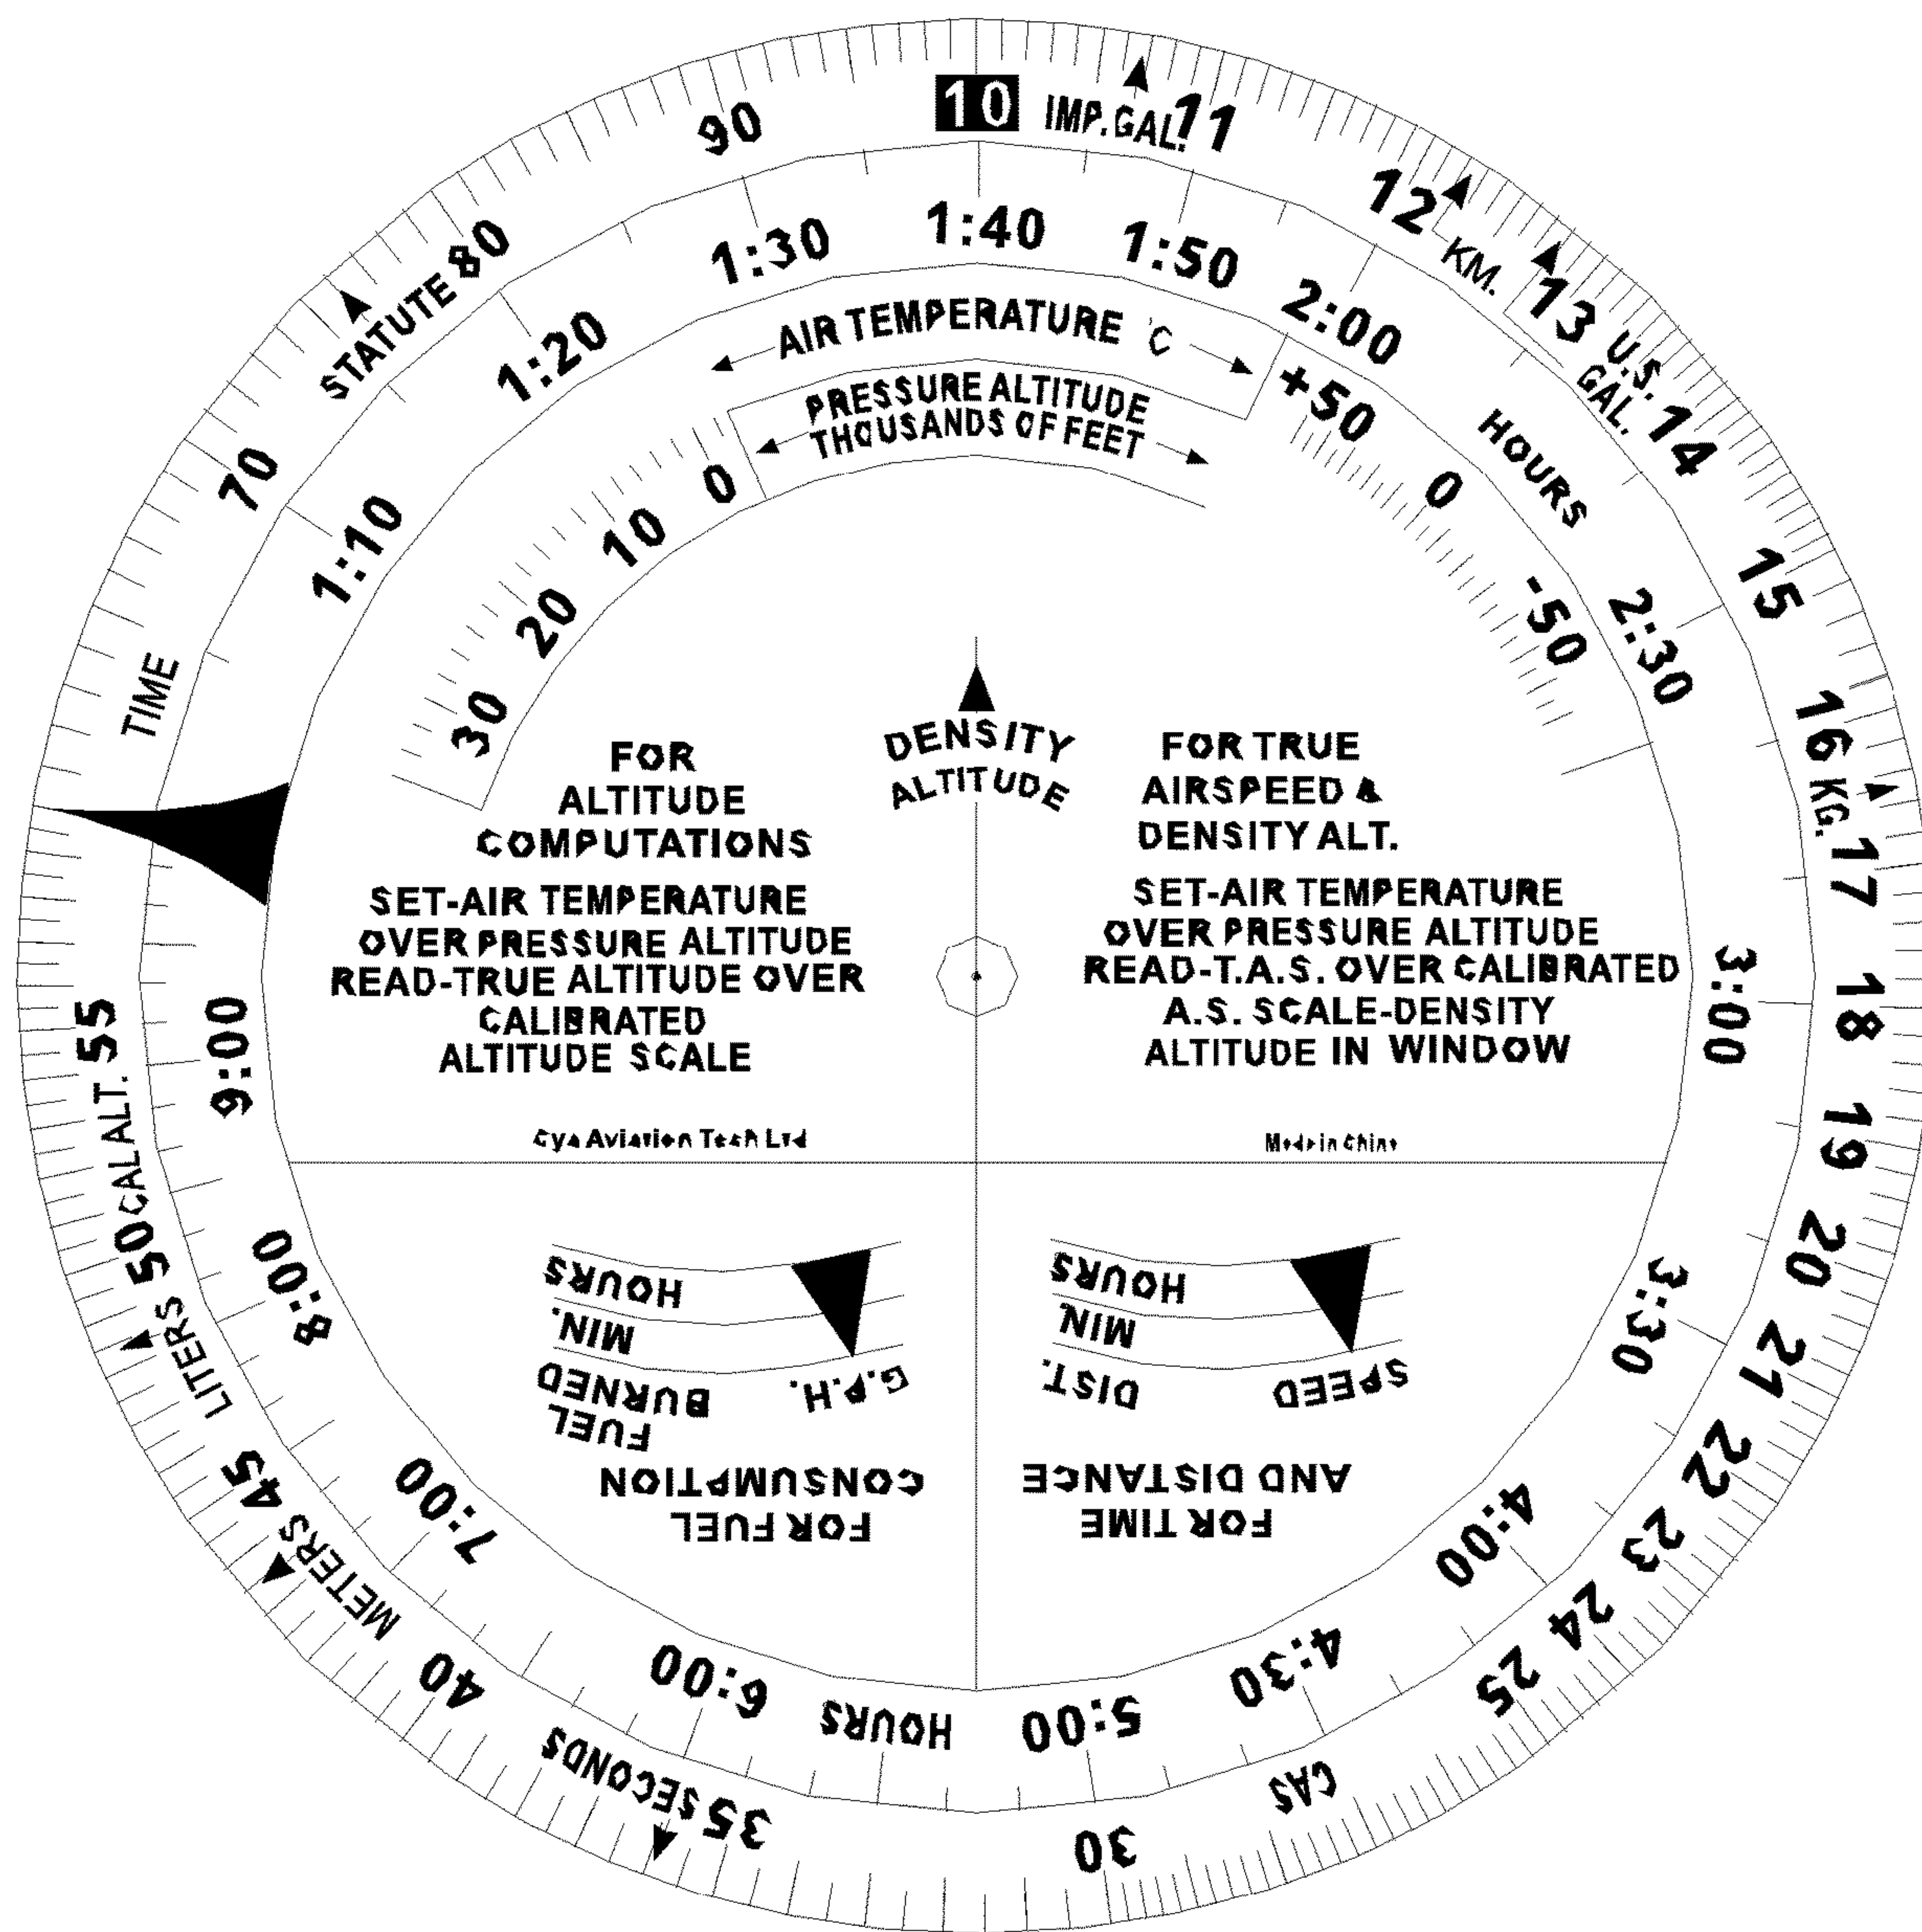 10
IMP.GAL.
11
12
KM.
13
U.S.
GAL.
14
15
16
KG.
17
18
19
20
21
22
23
24
25
CAS
30
35
SECONDS
40
METERS
45
LITERS
50
CAL ALT.
55
TIME
70
STATUTE
80
90
1:40
1:50
2:00
HOURS
2:30
3:00
3:30
4:00
4:30
5:00
HOURS
6:00
7:00
8:00
9:00
1:10
1:20
1:30
AIR TEMPERATURE °C
PRESSURE ALTITUDE
THOUSANDS OF FEET
0
10
20
30
+50
0
-50
DENSITY
ALTITUDE
FOR
ALTITUDE
COMPUTATIONS
SET-AIR TEMPERATURE
OVER PRESSURE ALTITUDE
READ-TRUE ALTITUDE OVER
CALIBRATED
ALTITUDE SCALE
FOR TRUE
AIRSPEED &
DENSITY ALT.
SET-AIR TEMPERATURE
OVER PRESSURE ALTITUDE
READ-T.A.S. OVER CALIBRATED
A.S. SCALE-DENSITY
ALTITUDE IN WINDOW
Aviation Tech Ltd
Made in China
FOR TIME
AND DISTANCE
SPEED DIST.
MIN.
HOURS
FOR FUEL
CONSUMPTION
G.P.H. FUEL
BURNED
MIN.
HOURS